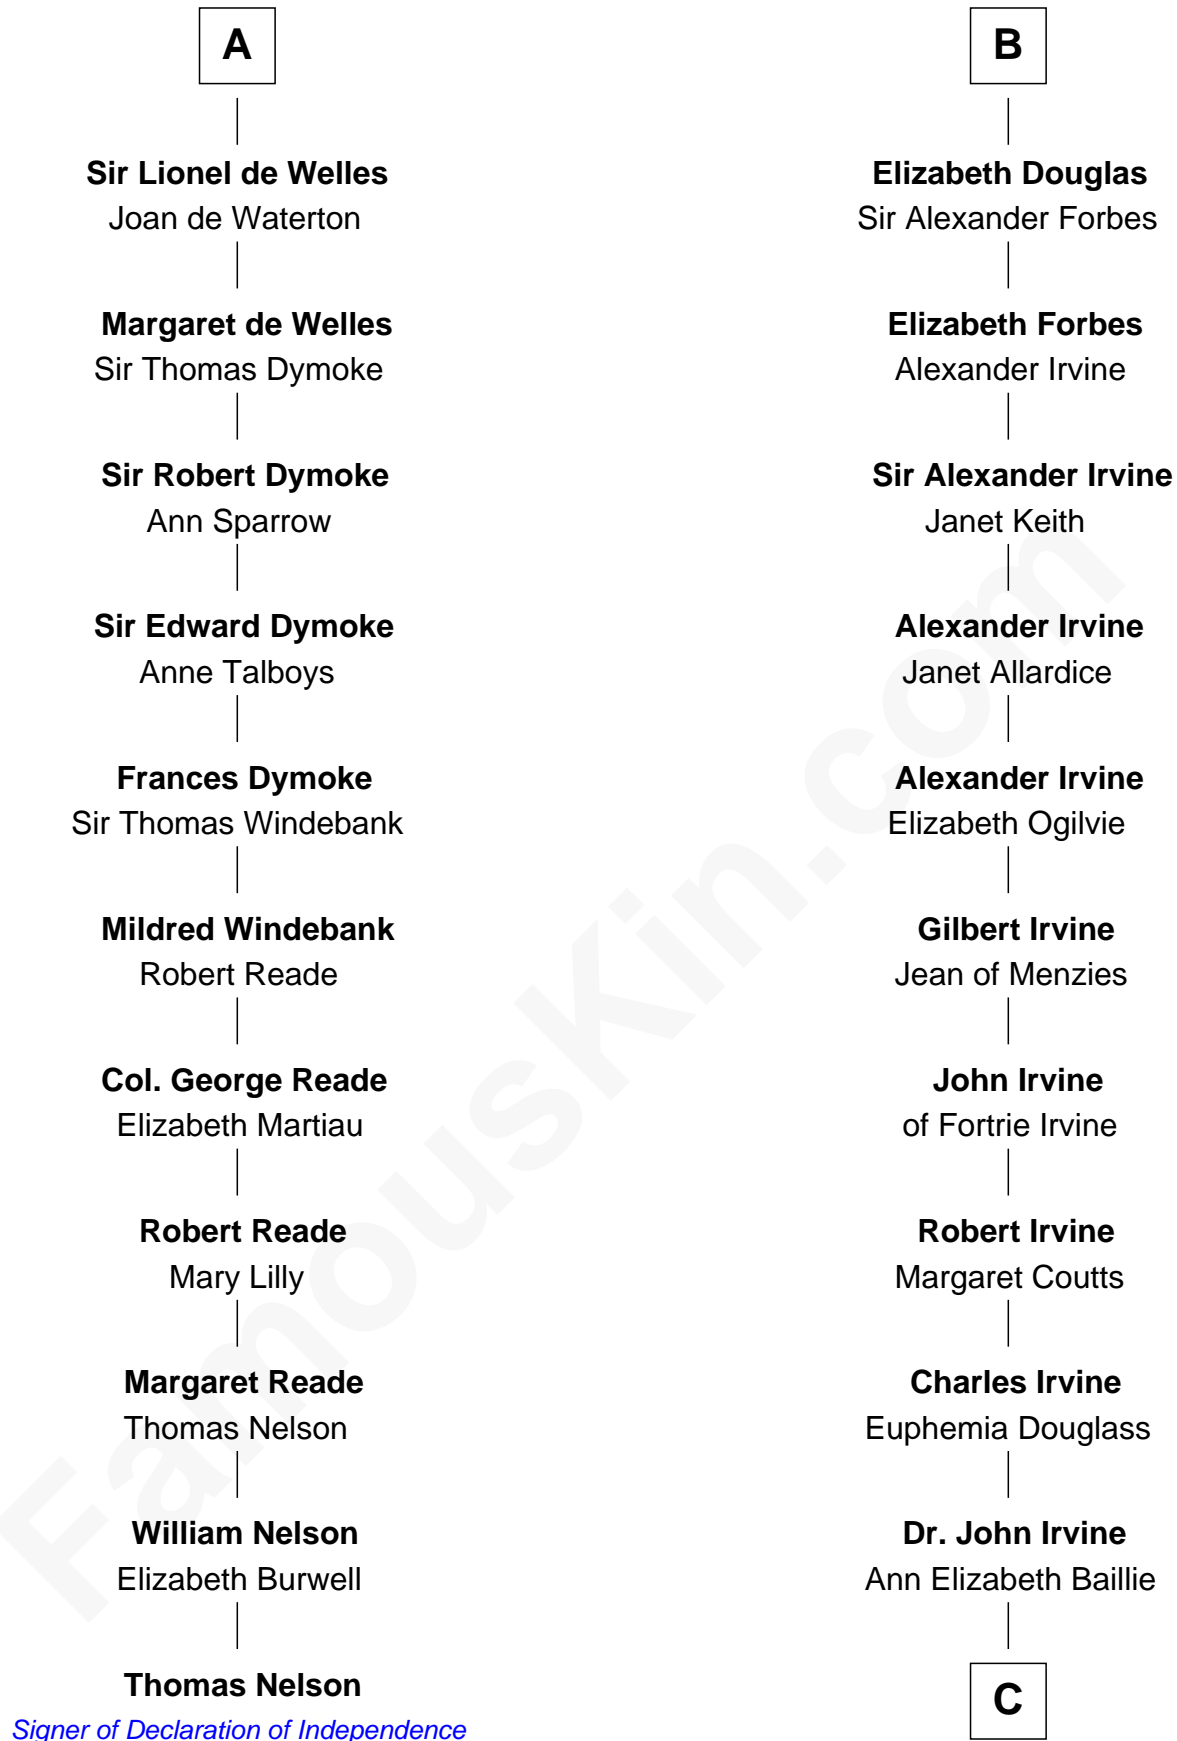 A
Sir Lionel de Welles
Joan de Waterton
Margaret de Welles
Sir Thomas Dymoke
Sir Robert Dymoke
Ann Sparrow
Sir Edward Dymoke
Anne Talboys
Frances Dymoke
Sir Thomas Windebank
Mildred Windebank
Robert Reade
Col. George Reade
Elizabeth Martiau
Robert Reade
Mary Lilly
Margaret Reade
Thomas Nelson
William Nelson
Elizabeth Burwell
Thomas Nelson
Signer of Declaration of Independence
B
Elizabeth Douglas
Sir Alexander Forbes
Elizabeth Forbes
Alexander Irvine
Sir Alexander Irvine
Janet Keith
Alexander Irvine
Janet Allardice
Alexander Irvine
Elizabeth Ogilvie
Gilbert Irvine
Jean of Menzies
John Irvine
of Fortrie Irvine
Robert Irvine
Margaret Coutts
Charles Irvine
Euphemia Douglass
Dr. John Irvine
Ann Elizabeth Baillie
C
FamousKin.com